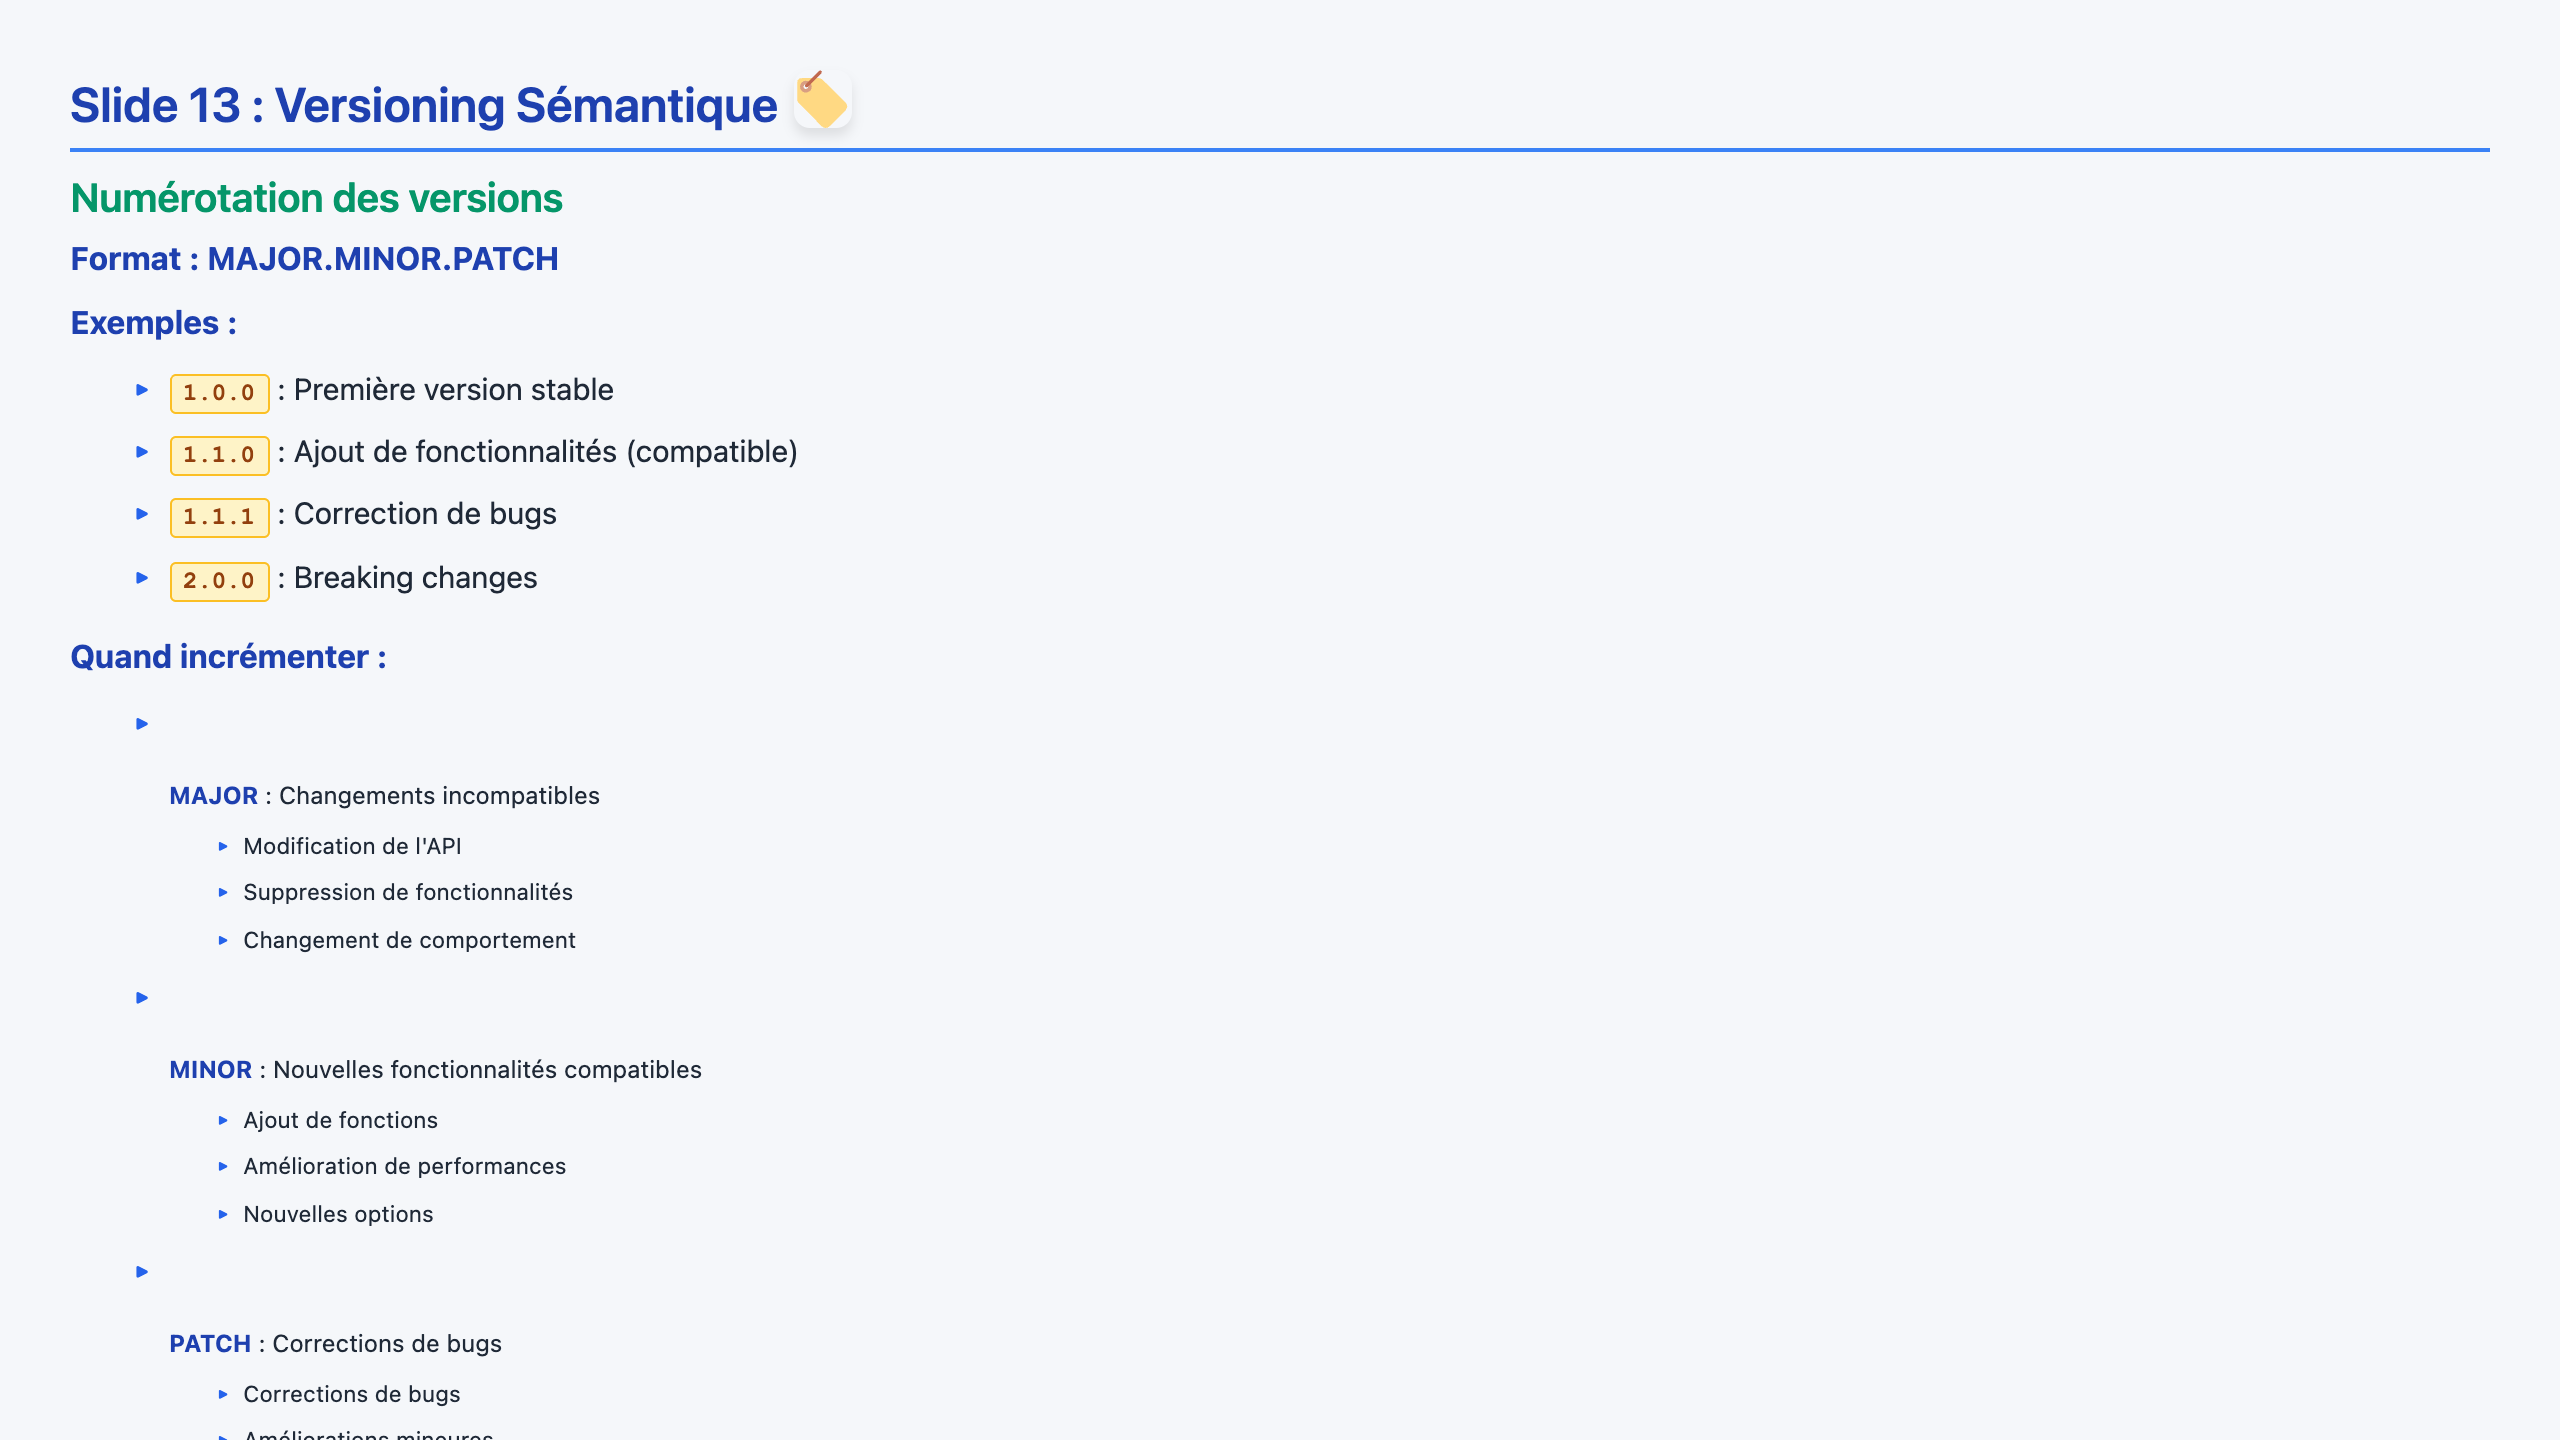 Slide 13 : Versioning Sémantique
Numérotation des versions
Format : MAJOR.MINOR.PATCH
Exemples :
1.0.0 : Première version stable
1.1.0 : Ajout de fonctionnalités (compatible)
1.1.1 : Correction de bugs
2.0.0 : Breaking changes
Quand incrémenter :
MAJOR : Changements incompatibles
Modification de l'API
Suppression de fonctionnalités
Changement de comportement
MINOR : Nouvelles fonctionnalités compatibles
Ajout de fonctions
Amélioration de performances
Nouvelles options
PATCH : Corrections de bugs
Corrections de bugs
Améliorations mineures